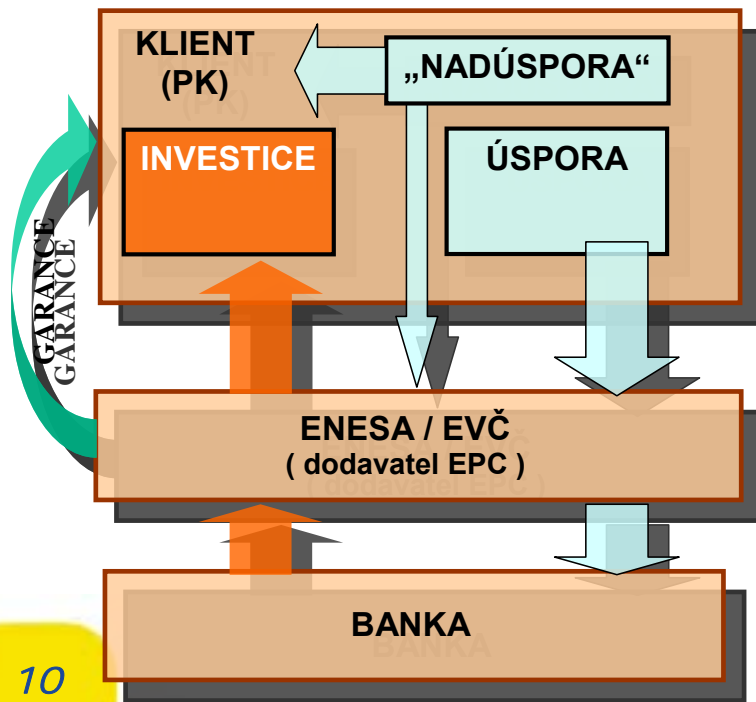 KLIENT
(PK)
„NADÚSPORA“
INVESTICE
ÚSPORA
GARANCE
ENESA / EVČ
( dodavatel EPC )
BANKA
10